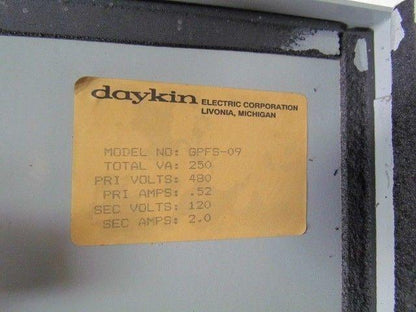 daykin ELECTRIC CORPORATION
LIVONIA, MICHIGAN
MODEL NO: GPFS-09
TOTAL VA: 250
PRI VOLTS: 480
PRI AMPS: .52
SEC VOLTS: 120
SEC AMPS: 2.0